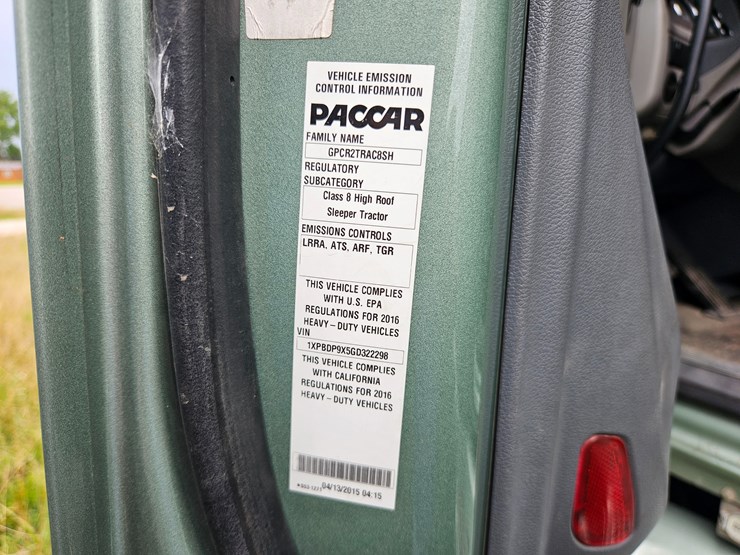 VEHICLE EMISSION
CONTROL INFORMATION
PACCAR
FAMILY NAME
GPCR2TRAC8SH
REGULATORY
SUBCATEGORY
Class 8 High Roof
Sleeper Tractor
EMISSIONS CONTROLS
LRRA, ATS, ARF, TGR
THIS VEHICLE COMPLIES
WITH U.S. EPA
REGULATIONS FOR 2016
HEAVY-DUTY VEHICLES
VIN
1XPBDP9X5GD322298
THIS VEHICLE COMPLIES
WITH CALIFORNIA
REGULATIONS FOR 2016
HEAVY-DUTY VEHICLES
04/13/2015 04:15